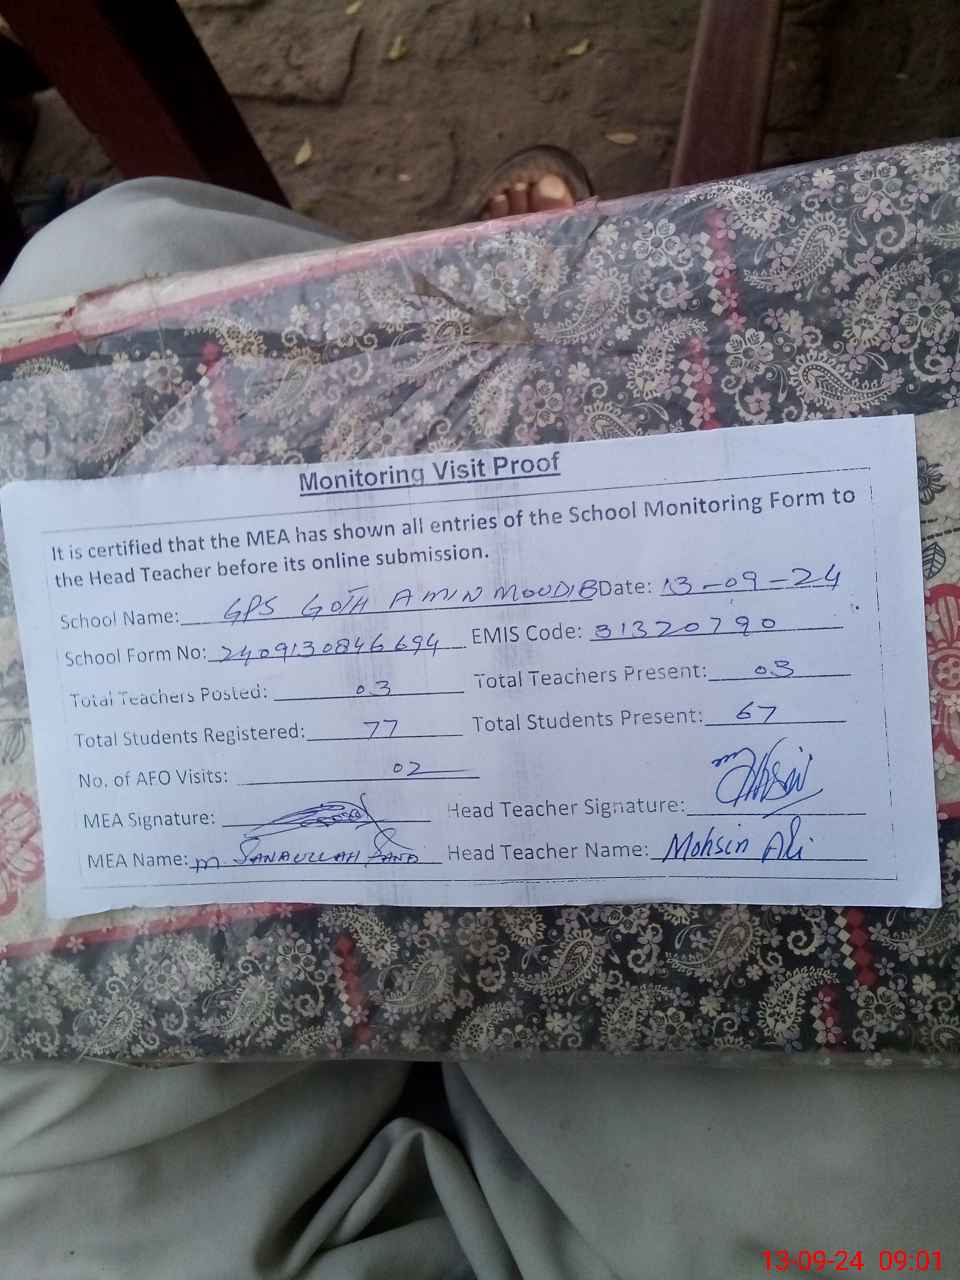 Monitoring Visit Proof
It is certified that the MEA has shown all entries of the School Monitoring Form to
the Head Teacher before its online submission.
School Name: GPS GOTH AMIN MOODIB Date: 13-09-24
School Form No: 2409130846694 EMIS Code: 31320790
Total Teachers Posted: 03 Total Teachers Present: 03
Total Students Registered: 77 Total Students Present: 67
No. of AFO Visits: 02
MEA Signature: Head Teacher Signature:
MEA Name: M. SANAULLAH Head Teacher Name: Mohsin Ali
13-09-24 09:01